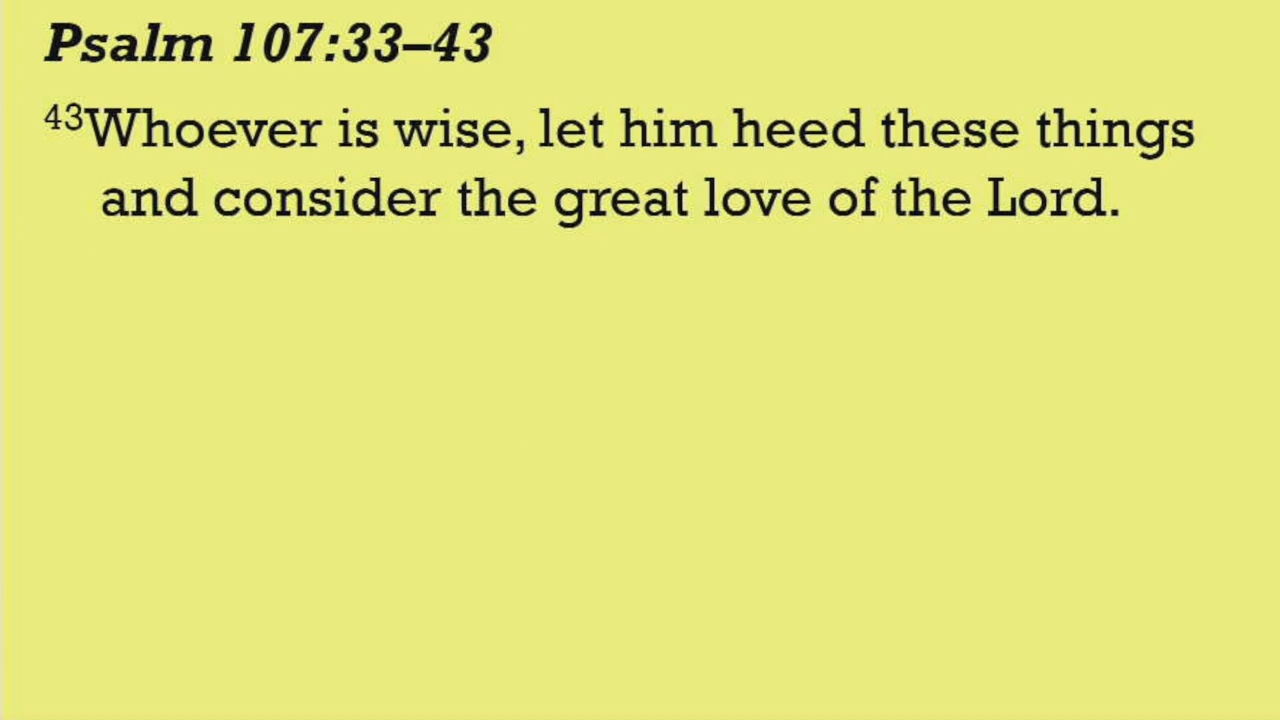 Psalm 107:33–43
43Whoever is wise, let him heed these things
and consider the great love of the Lord.